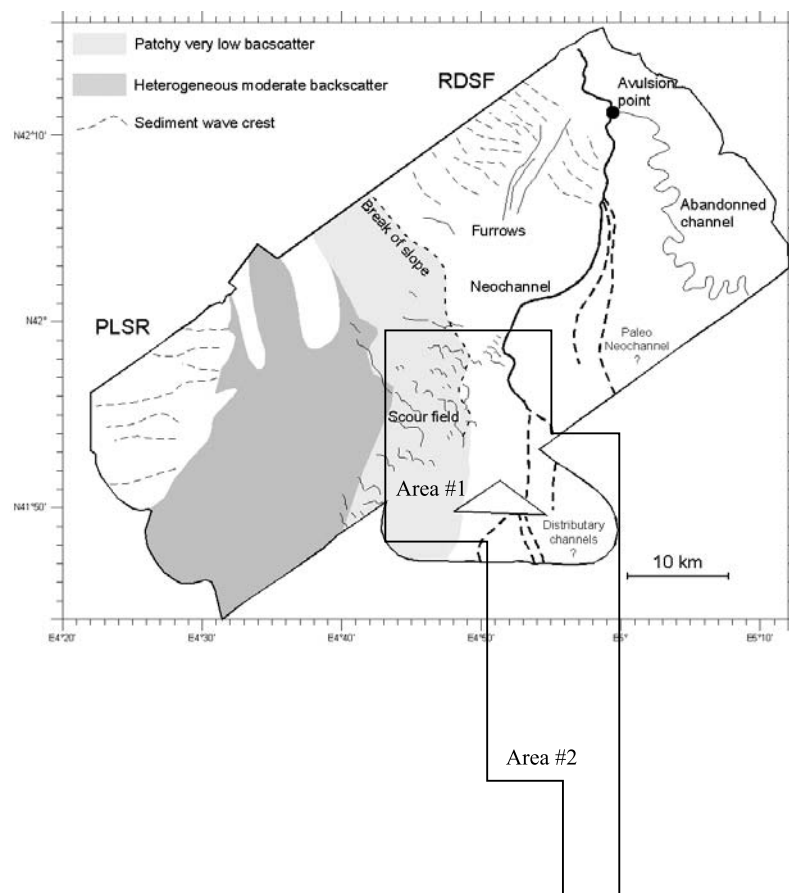 Patchy very low bacscatter
Heterogeneous moderate backscatter
Sediment wave crest
RDSF
Avulsion
point
N42°10'
Abandonned
channel
Break of slope
Furrows
Neochannel
N42°
PLSR
Paleo
Neochannel
?
Scour field
Area #1
N41°50'
Distributary
channels
?
10 km
E4°20'
E4°30'
E4°40'
E4°50'
E5°
E5°10'
Area #2